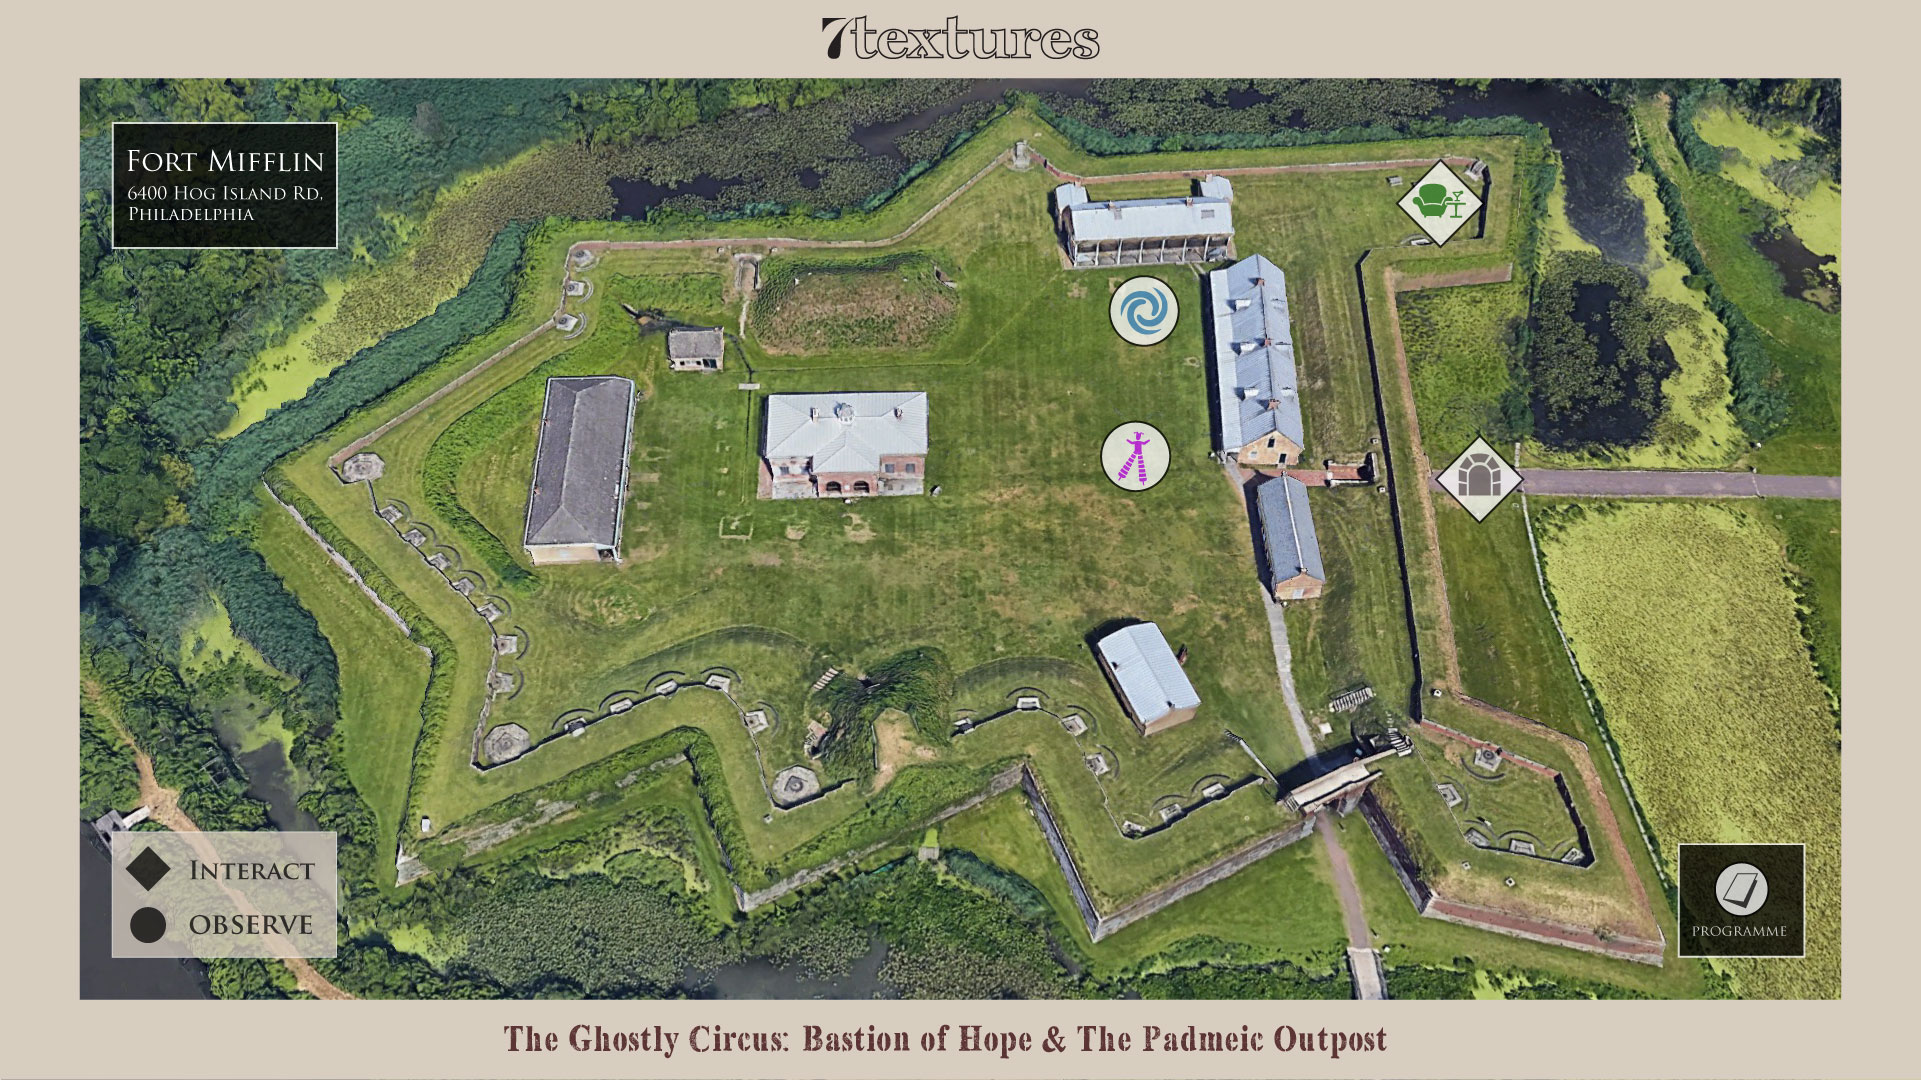 7textures
Fort Mifflin
6400 Hog Island Rd,
Philadelphia
Interact
OBSERVE
PROGRAMME
The Ghostly Circus: Bastion of Hope & The Padmeic Outpost